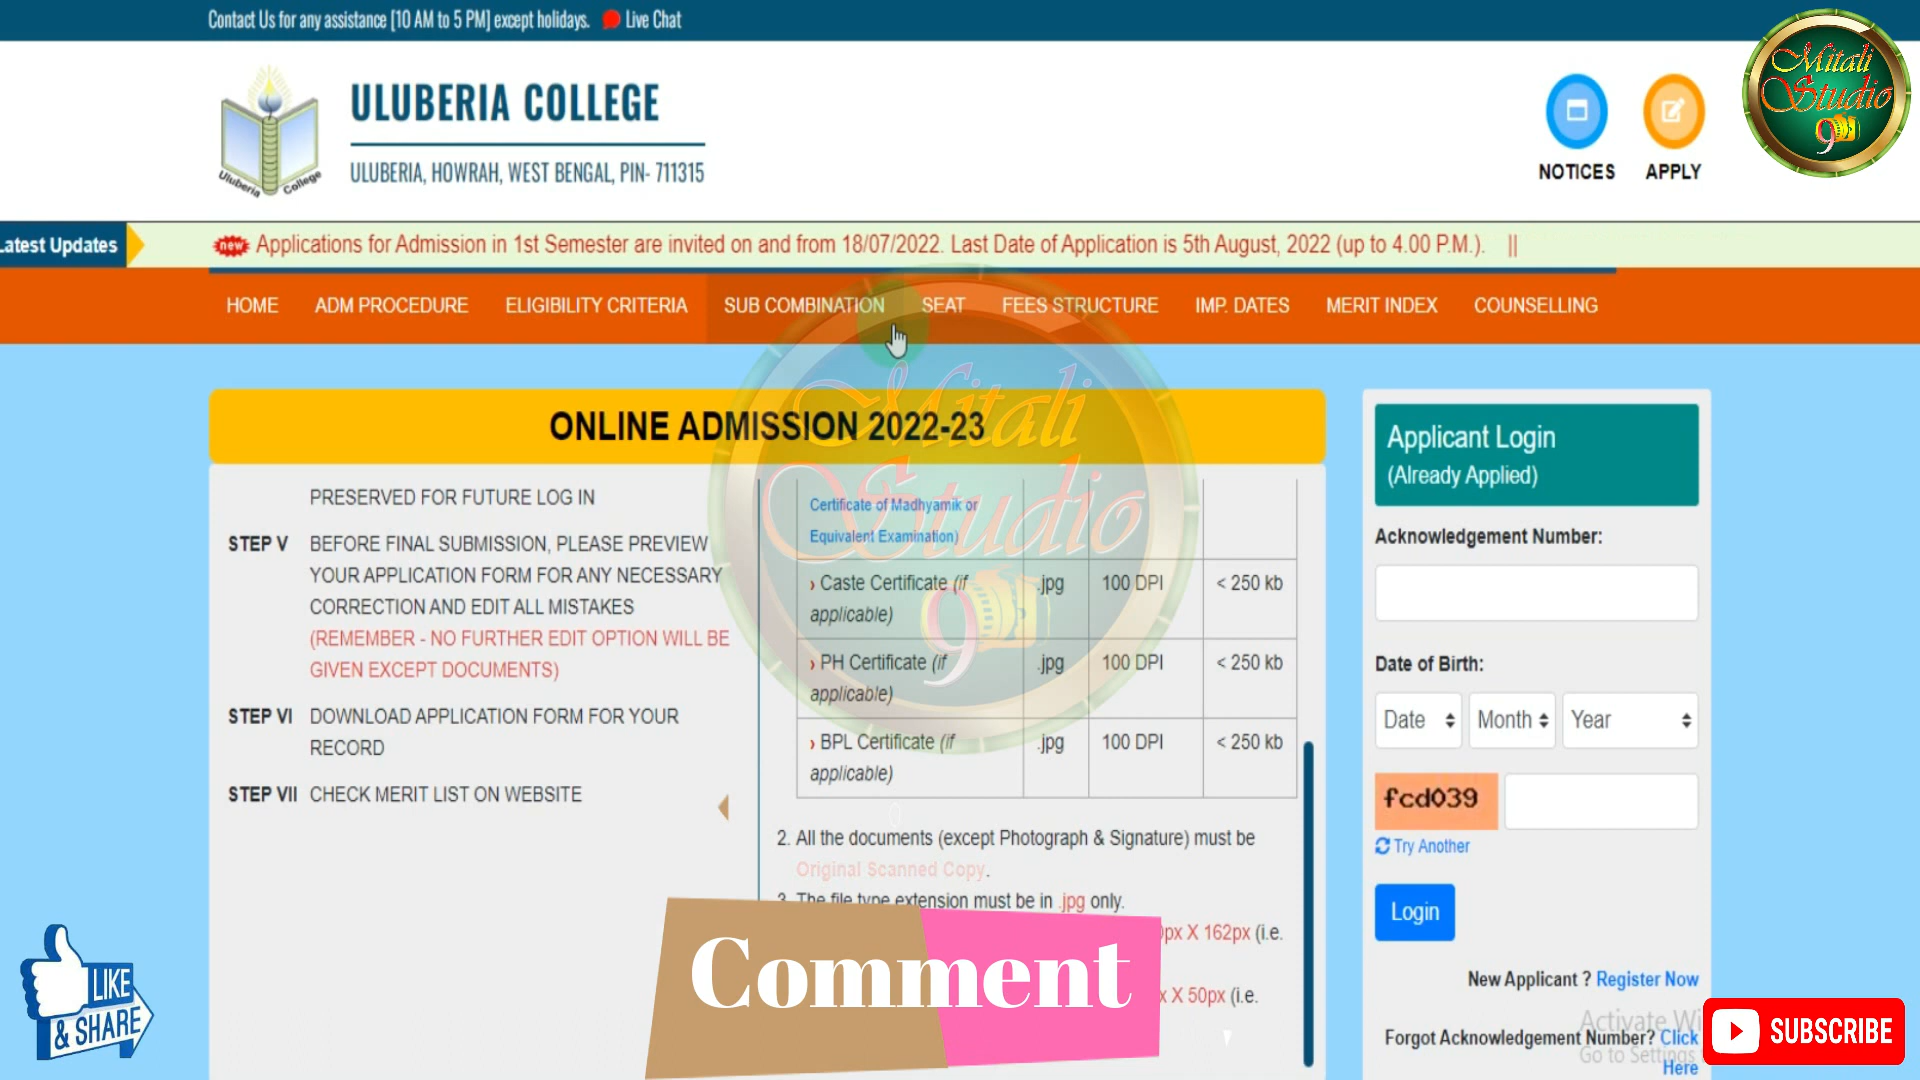 Contact Us for any assistance [10 AM to 5 PM] except holidays. Live Chat
ULUBERIA COLLEGE
ULUBERIA, HOWRAH, WEST BENGAL, PIN- 711315
Uluberia College
NOTICES
APPLY
Mitali
Studio
9
Latest Updates
new Applications for Admission in 1st Semester are invited on and from 18/07/2022. Last Date of Application is 5th August, 2022 (up to 4.00 P.M.). ||
HOME ADM PROCEDURE ELIGIBILITY CRITERIA SUB COMBINATION SEAT FEES STRUCTURE IMP. DATES MERIT INDEX COUNSELLING
ONLINE ADMISSION 2022-23
PRESERVED FOR FUTURE LOG IN
STEP V BEFORE FINAL SUBMISSION, PLEASE PREVIEW
YOUR APPLICATION FORM FOR ANY NECESSARY
CORRECTION AND EDIT ALL MISTAKES
(REMEMBER - NO FURTHER EDIT OPTION WILL BE
GIVEN EXCEPT DOCUMENTS)
STEP VI DOWNLOAD APPLICATION FORM FOR YOUR
RECORD
STEP VII CHECK MERIT LIST ON WEBSITE
Certificate of Madhyamik or
Equivalent Examination)
› Caste Certificate (if
applicable)
.jpg 100 DPI < 250 kb
› PH Certificate (if
applicable)
.jpg 100 DPI < 250 kb
› BPL Certificate (if
applicable)
.jpg 100 DPI < 250 kb
2. All the documents (except Photograph & Signature) must be
Original Scanned Copy.
3. The file type extension must be in .jpg only.
px X 162px (i.e.
x X 50px (i.e.
Mitali
Studio
9
Applicant Login
(Already Applied)
Acknowledgement Number:
Date of Birth:
Date Month Year
fcd039
Try Another
Login
New Applicant ? Register Now
Forgot Acknowledgement Number? Click
Here
Activate Wi
Go to Settings
Comment
LIKE
& SHARE
SUBSCRIBE